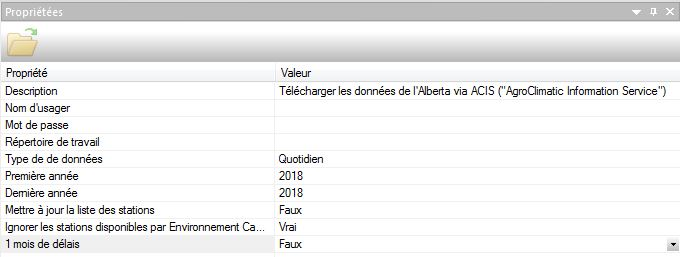 Propriétées
Propriété Valeur
Description Télécharger les données de l'Alberta via ACIS ("AgroClimatic Information Service")
Nom d'usager
Mot de passe
Répertoire de travail
Type de de données Quotidien
Première année 2018
Dernière année 2018
Mettre à jour la liste des stations Faux
Ignorer les stations disponibles par Environnement Ca... Vrai
1 mois de délais Faux